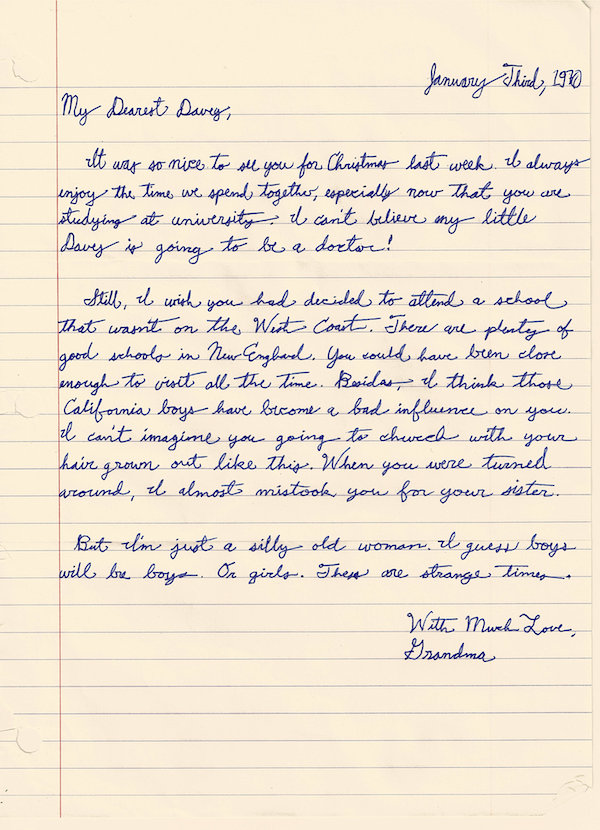 January Third, 1970
My Dearest Davey,
It was so nice to see you for Christmas last week. I always
enjoy the time we spend together, especially now that you are
studying at university. I can't believe my little
Davey is going to be a doctor!
Still, I wish you had decided to attend a school
that wasn't on the West Coast. There are plenty of
good schools in New England. You could have been close
enough to visit all the time. Besides, I think those
California boys have become a bad influence on you.
I can't imagine you going to church with your
hair grown out like this. When you were turned
around, I almost mistook you for your sister.
But I'm just a silly old woman. I guess boys
will be boys. Or girls. These are strange times.
With Much Love,
Grandma